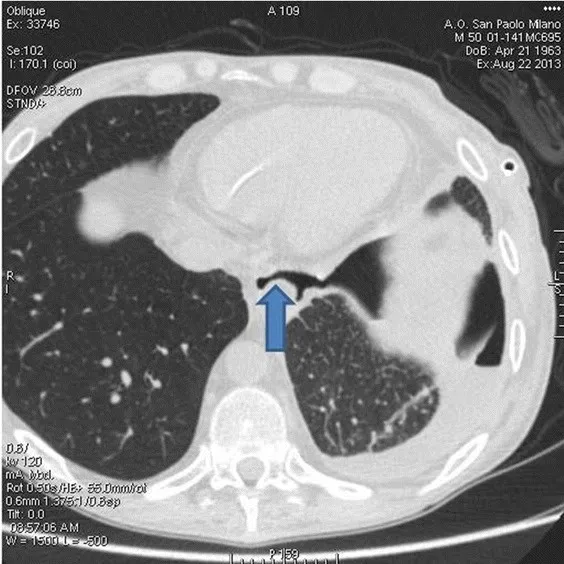 Oblique
Ex: 33746
Se:102
I: 170.1 (coi)
DFOV 28.8cm
STND/+
A 109
A.O. San Paolo Milano
M 50 01-141 MC695
DoB: Apr 21 1963
Ex:Aug 22 2013
R
I
L
S
0.6/
kv 120
mA Mod.
Rot 0.50s/HE+ 55.0mm/rot
0.6mm 1.375:1/0.6sp
Tilt: 0.0
08:57:06 AM
W = 1500 L = -500
P 159